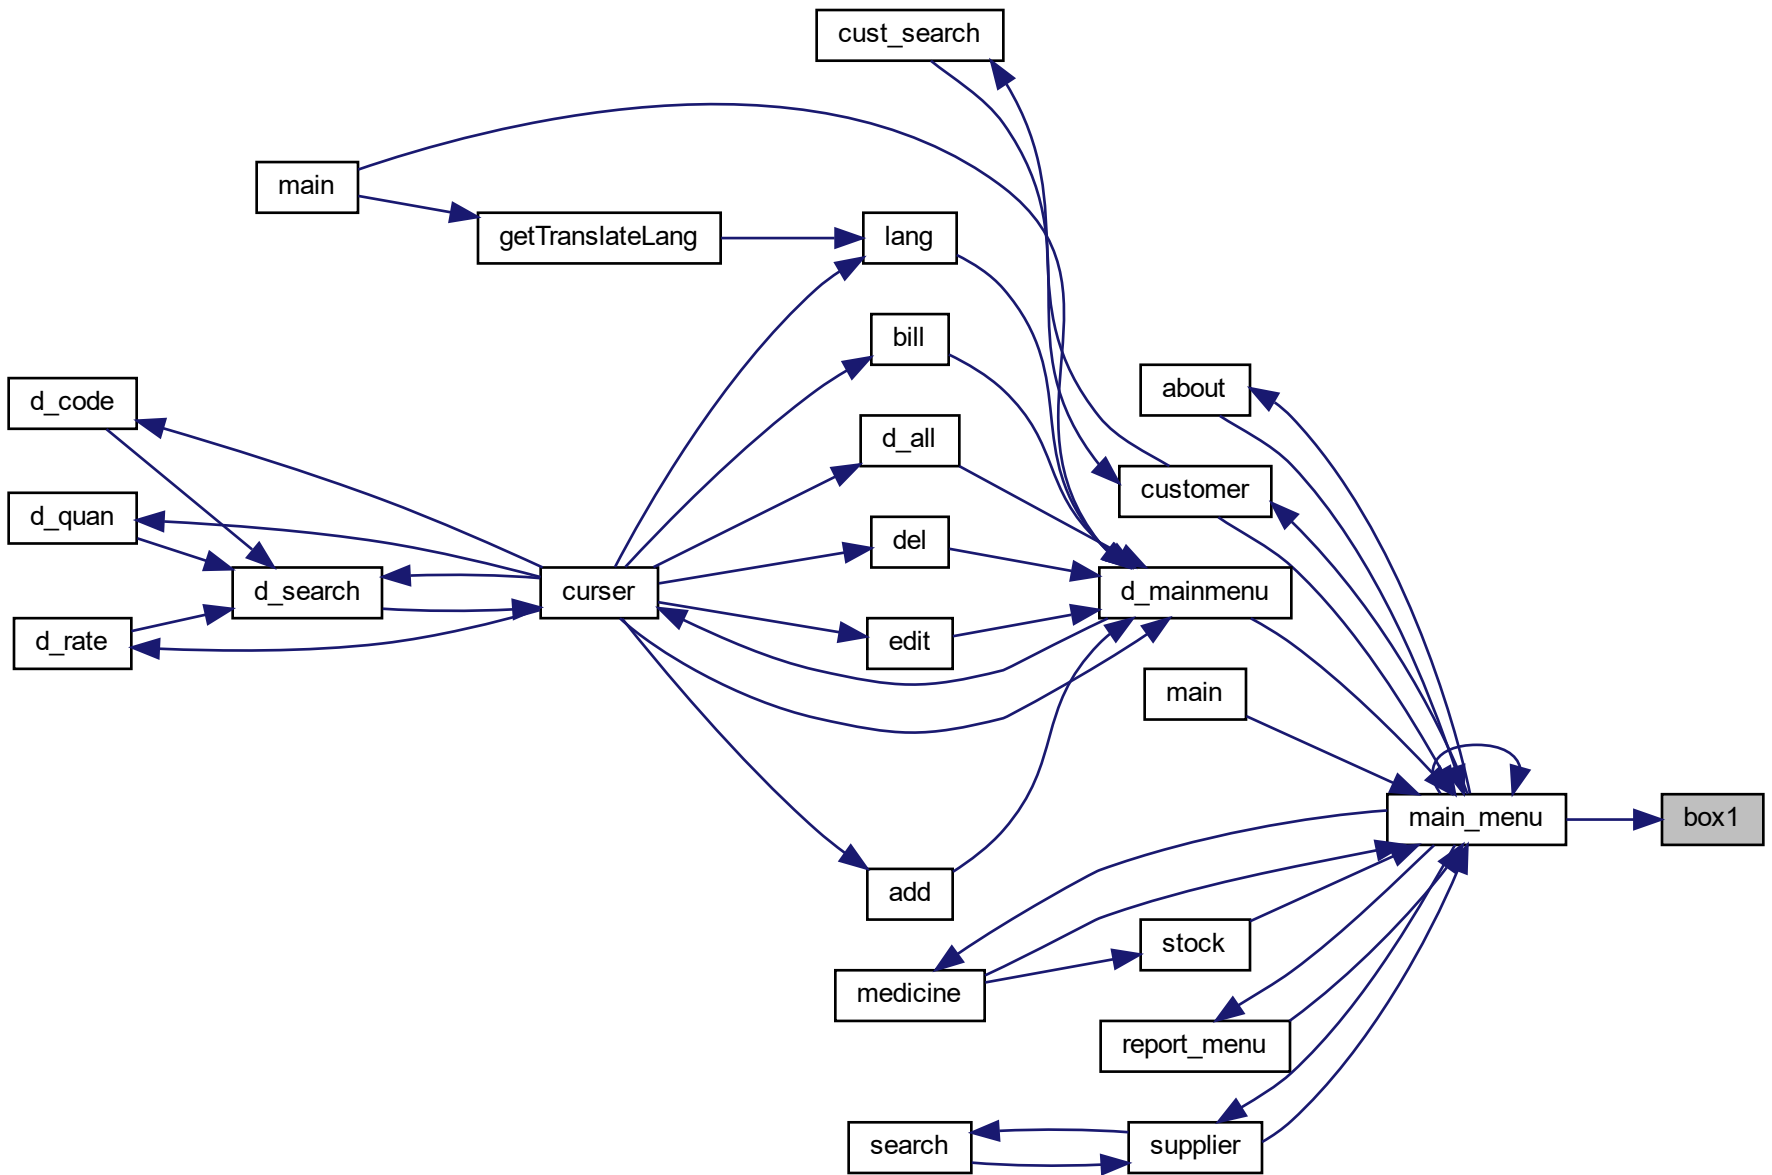 cust_search
main
getTranslateLang
lang
bill
about
d_code
d_all
customer
d_quan
del
d_search
curser
d_mainmenu
d_rate
edit
main
main_menu
box1
add
stock
medicine
report_menu
search
supplier